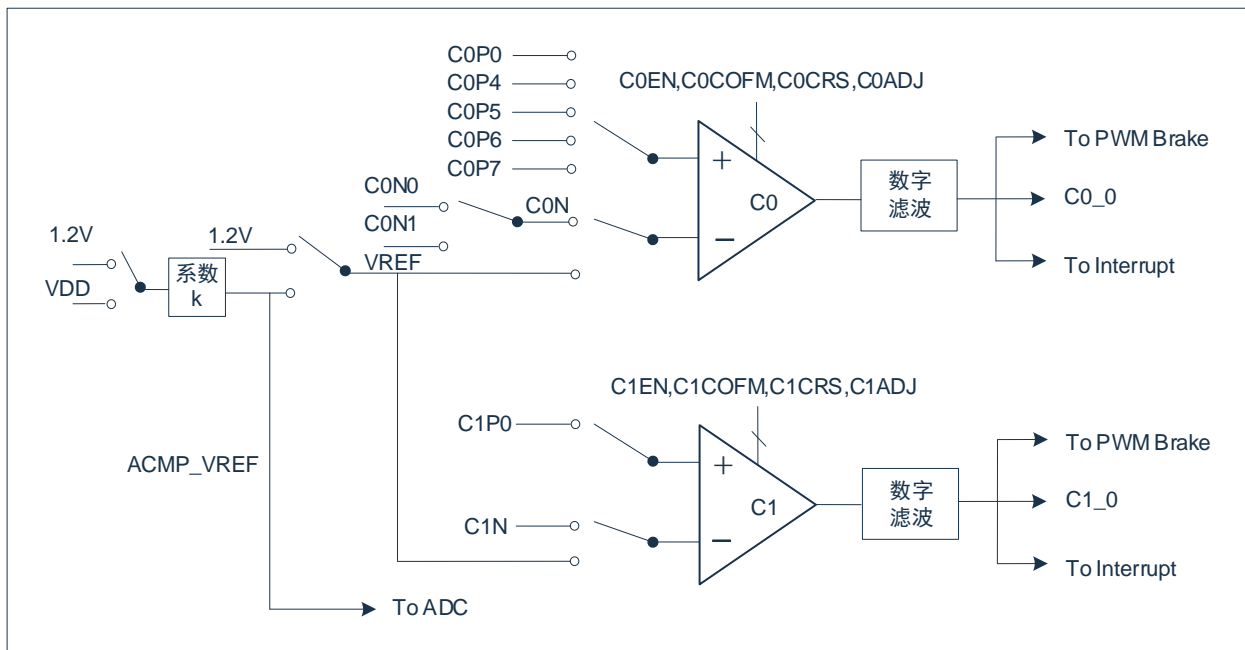 C0P0
C0P4
C0P5
C0P6
C0P7
C0EN,C0COFM,C0CRS,C0ADJ
+
−
C0
数字
滤波
To PWM Brake
C0_0
To Interrupt
C0N0
C0N1
C0N
VREF
1.2V
1.2V
VDD
系数
k
C1EN,C1COFM,C1CRS,C1ADJ
C1P0
C1N
+
−
C1
数字
滤波
To PWM Brake
C1_0
To Interrupt
ACMP_VREF
To ADC